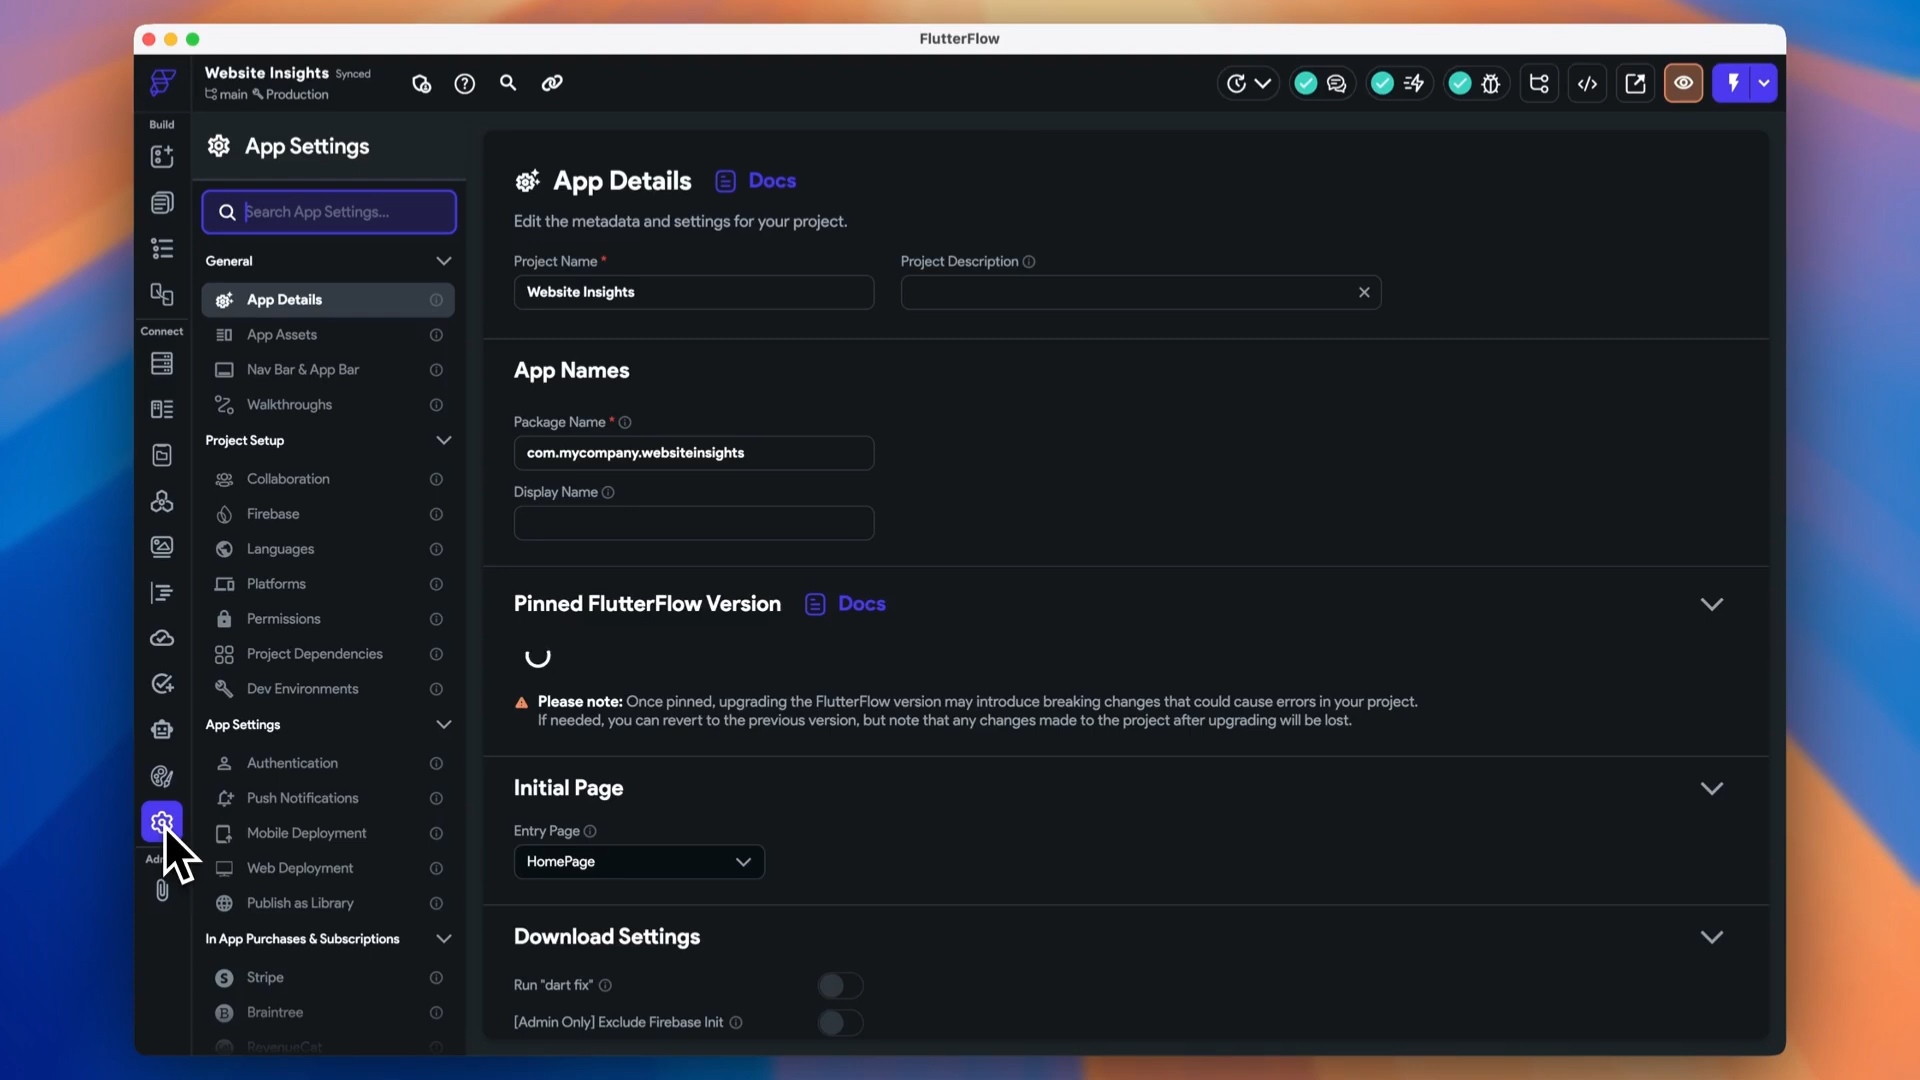 FlutterFlow
Website Insights Synced
main Production
Build
Connect
App Settings
Search App Settings...
General
App Details
App Assets
Nav Bar & App Bar
Walkthroughs
Project Setup
Collaboration
Firebase
Languages
Platforms
Permissions
Project Dependencies
Dev Environments
App Settings
Authentication
Push Notifications
Mobile Deployment
Web Deployment
Publish as Library
In App Purchases & Subscriptions
Stripe
Braintree
RevenueCat
App Details Docs
Edit the metadata and settings for your project.
Project Name * Project Description
Website Insights
App Names
Package Name *
com.mycompany.websiteinsights
Display Name
Pinned FlutterFlow Version Docs
Please note: Once pinned, upgrading the FlutterFlow version may introduce breaking changes that could cause errors in your project.
If needed, you can revert to the previous version, but note that any changes made to the project after upgrading will be lost.
Initial Page
Entry Page
HomePage
Download Settings
Run "dart fix"
[Admin Only] Exclude Firebase Init